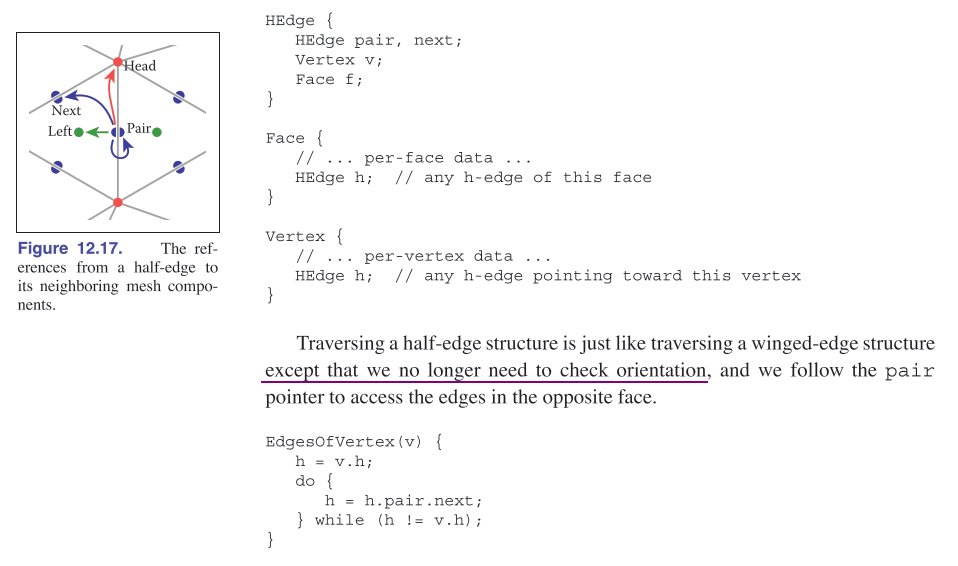 Head
Next
Left
Pair
Figure 12.17. The ref-
erences from a half-edge to
its neighboring mesh compo-
nents.
HEdge {
   HEdge pair, next;
   Vertex v;
   Face f;
}
Face {
   // ... per-face data ...
   HEdge h;  // any h-edge of this face
}
Vertex {
   // ... per-vertex data ...
   HEdge h;  // any h-edge pointing toward this vertex
}
Traversing a half-edge structure is just like traversing a winged-edge structure
except that we no longer need to check orientation, and we follow the pair
pointer to access the edges in the opposite face.
EdgesOfVertex(v) {
   h = v.h;
   do {
      h = h.pair.next;
   } while (h != v.h);
}